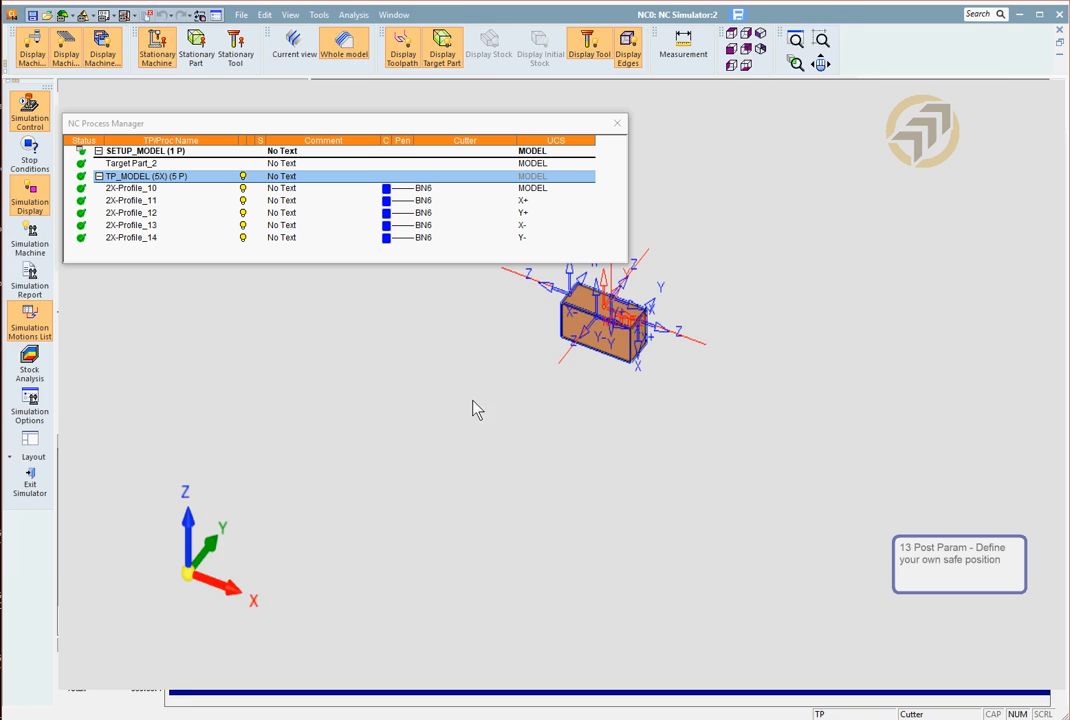 File Edit View Tools Analysis Window NC0: NC Simulator:2 Search
Display Machi... Display Machi... Display Machine... Stationary Machine Stationary Part Stationary Tool Current view Whole model Display Toolpath Display Target Part Display Stock Display Initial Stock Display Tool Display Edges Measurement
Simulation Control
Stop Conditions
Simulation Display
Simulation Machine
Simulation Report
Simulation Motions List
Stock Analysis
Simulation Options
Layout
Exit Simulator
NC Process Manager
Status TP/Proc Name S Comment C Pen Cutter UCS
SETUP_MODEL (1 P) No Text MODEL
Target Part_2 No Text MODEL
TP_MODEL (5X) (5 P) No Text MODEL
2X-Profile_10 No Text BN6 MODEL
2X-Profile_11 No Text BN6 X+
2X-Profile_12 No Text BN6 Y+
2X-Profile_13 No Text BN6 X-
2X-Profile_14 No Text BN6 Y-
Z
Y
X
13 Post Param - Define
your own safe position
TP Cutter CAP NUM SCRL